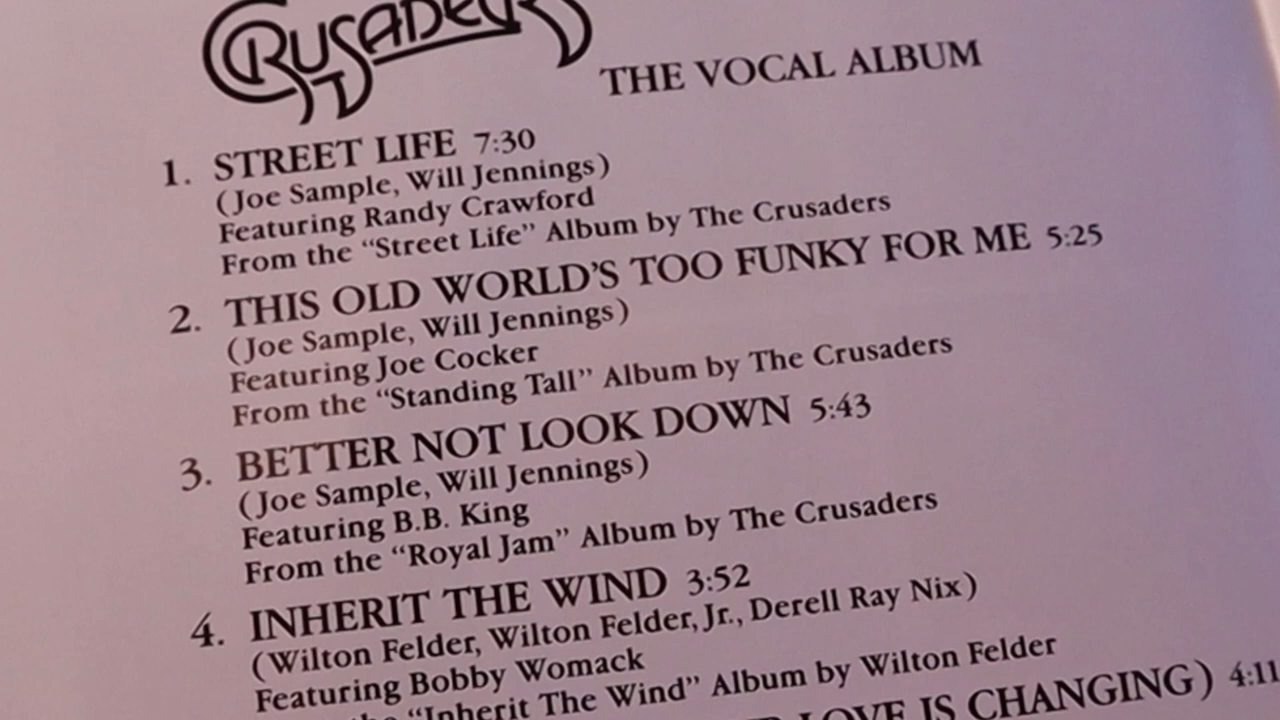 CRUSADERS
THE VOCAL ALBUM
1. STREET LIFE 7:30
(Joe Sample, Will Jennings)
Featuring Randy Crawford
From the “Street Life” Album by The Crusaders
2. THIS OLD WORLD’S TOO FUNKY FOR ME 5:25
(Joe Sample, Will Jennings)
Featuring Joe Cocker
From the “Standing Tall” Album by The Crusaders
3. BETTER NOT LOOK DOWN 5:43
(Joe Sample, Will Jennings)
Featuring B.B. King
From the “Royal Jam” Album by The Crusaders
4. INHERIT THE WIND 3:52
(Wilton Felder, Wilton Felder, Jr., Derell Ray Nix)
Featuring Bobby Womack
the “Inherit The Wind” Album by Wilton Felder
LOVE IS CHANGING) 4:11